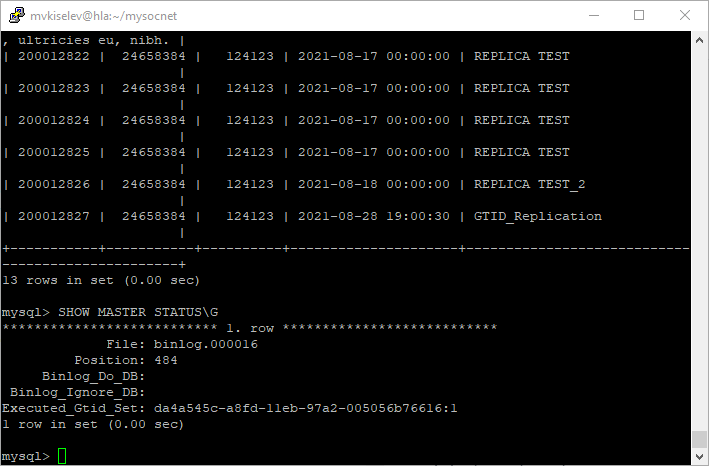 mvkiselev@hla:~/mysocnet
, ultricies eu, nibh. |
| 200012822 |  24658384 |   124123 | 2021-08-17 00:00:00 | REPLICA TEST
                      |
| 200012823 |  24658384 |   124123 | 2021-08-17 00:00:00 | REPLICA TEST
                      |
| 200012824 |  24658384 |   124123 | 2021-08-17 00:00:00 | REPLICA TEST
                      |
| 200012825 |  24658384 |   124123 | 2021-08-17 00:00:00 | REPLICA TEST
                      |
| 200012826 |  24658384 |   124123 | 2021-08-18 00:00:00 | REPLICA TEST_2
                      |
| 200012827 |  24658384 |   124123 | 2021-08-28 19:00:30 | GTID_Replication
                      |
+-----------+-----------+----------+---------------------+----------------------------
----------------------+
13 rows in set (0.00 sec)
mysql> SHOW MASTER STATUS\G
*************************** 1. row ***************************
             File: binlog.000016
         Position: 484
     Binlog_Do_DB:
 Binlog_Ignore_DB:
Executed_Gtid_Set: da4a545c-a8fd-11eb-97a2-005056b76616:1
1 row in set (0.00 sec)
mysql>